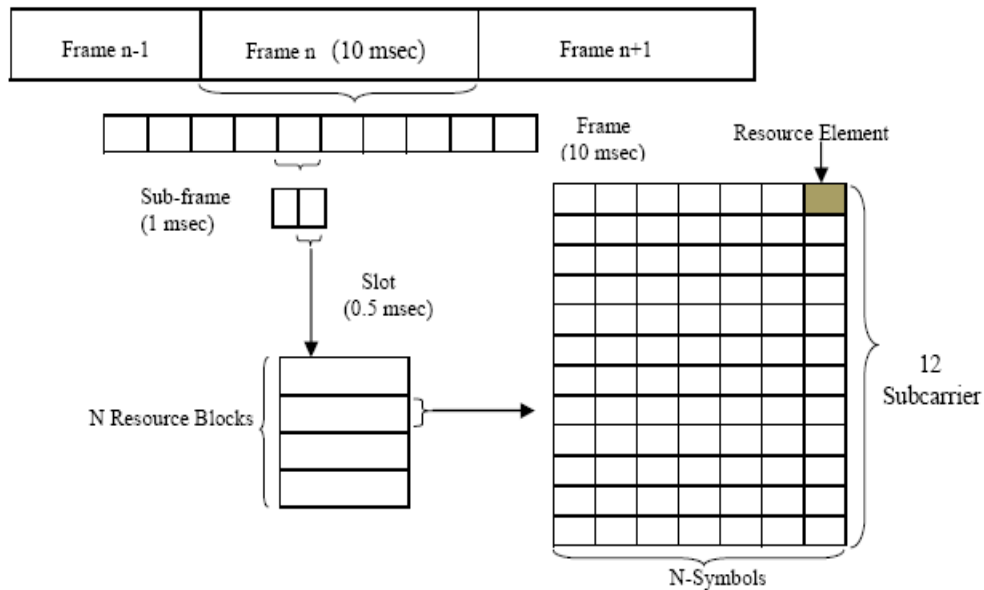 Frame n-1
Frame n (10 msec)
Frame n+1
Frame
(10 msec)
Resource Element
Sub-frame
(1 msec)
Slot
(0.5 msec)
N Resource Blocks
12
Subcarrier
N-Symbols